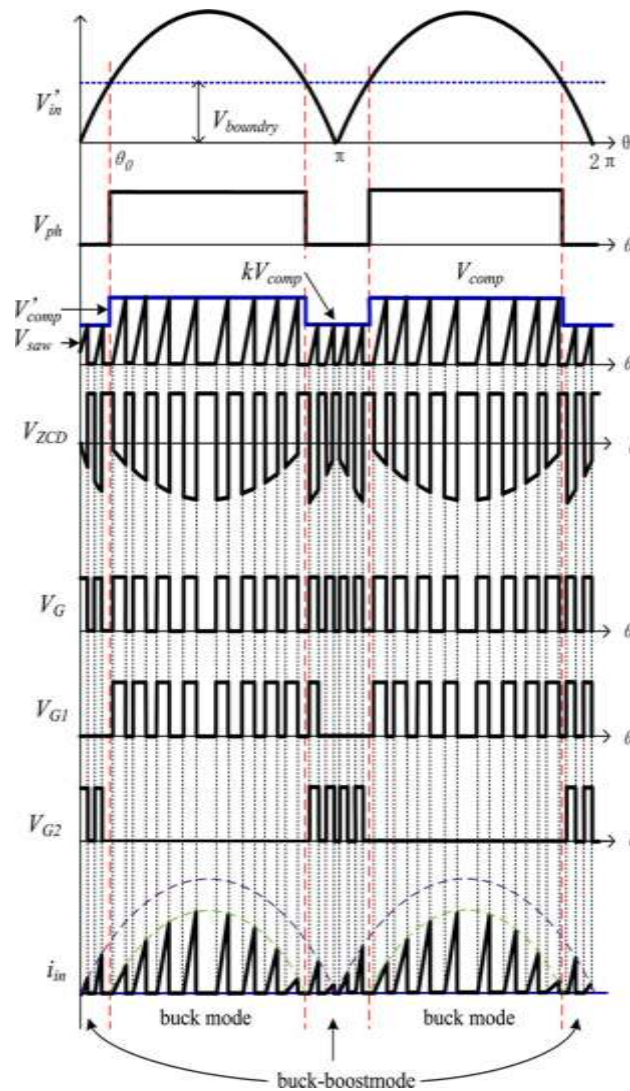 V'in
Vboundry
θ
θ0
π
2π
Vph
θ
kVcomp
Vcomp
V'comp
Vsaw
θ
VZCD
VG
θ
VG1
θ
VG2
iin
buck mode
buck mode
buck-boostmode